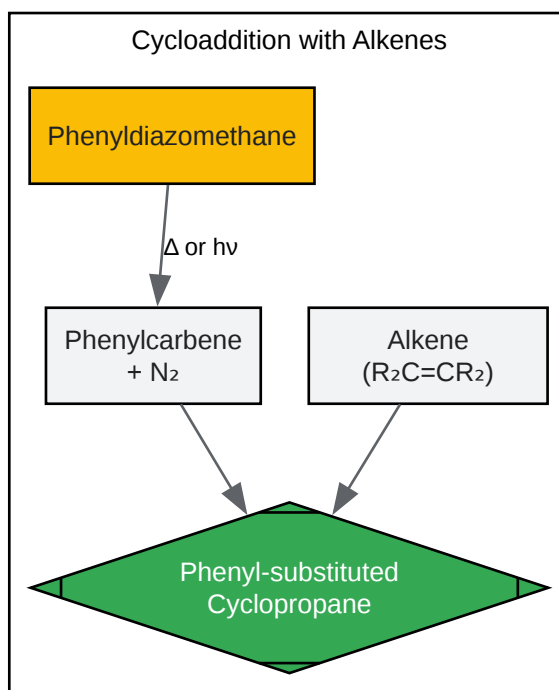 Cycloaddition with Alkenes
Phenyldiazomethane
Δ or hν
Phenylcarbene
+ N₂
Alkene
(R₂C=CR₂)
Phenyl-substituted
Cyclopropane